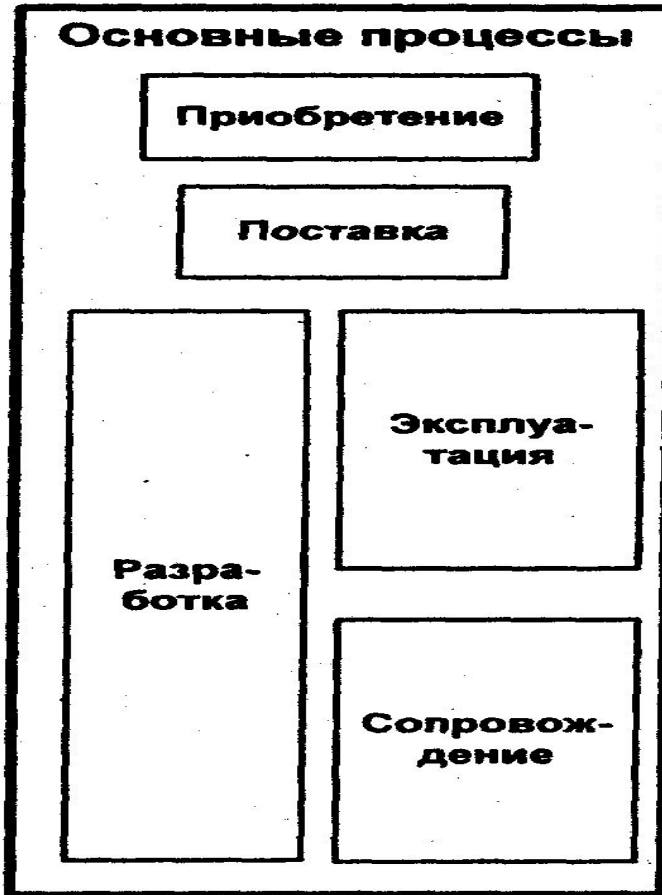 Основные процессы
Приобретение
Поставка
Разра-
ботка
Эксплуа-
тация
Сопровож-
дение